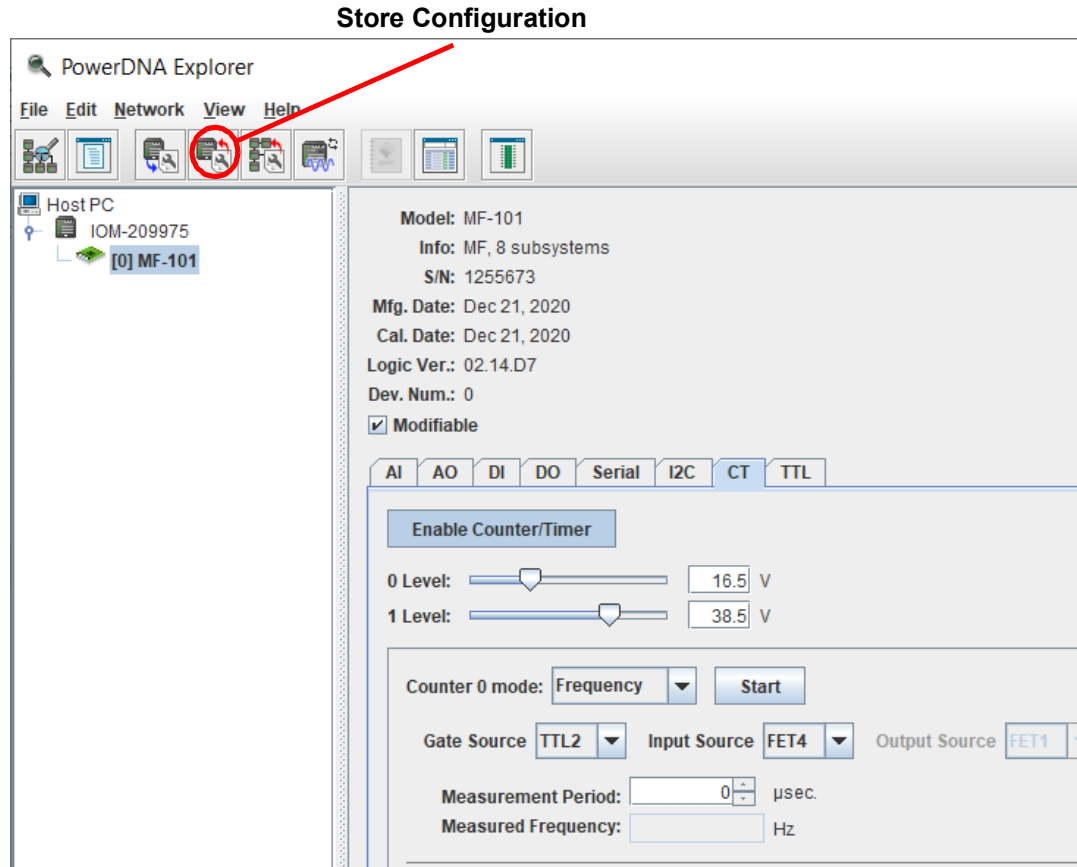 Store Configuration
PowerDNA Explorer
File Edit Network View Help
Host PC
IOM-209975
[0] MF-101
Model: MF-101
Info: MF, 8 subsystems
S/N: 1255673
Mfg. Date: Dec 21, 2020
Cal. Date: Dec 21, 2020
Logic Ver.: 02.14.D7
Dev. Num.: 0
Modifiable
AI AO DI DO Serial I2C CT TTL
Enable Counter/Timer
0 Level: 16.5 V
1 Level: 38.5 V
Counter 0 mode: Frequency Start
Gate Source TTL2 Input Source FET4 Output Source FET1
Measurement Period: 0 µsec.
Measured Frequency: Hz